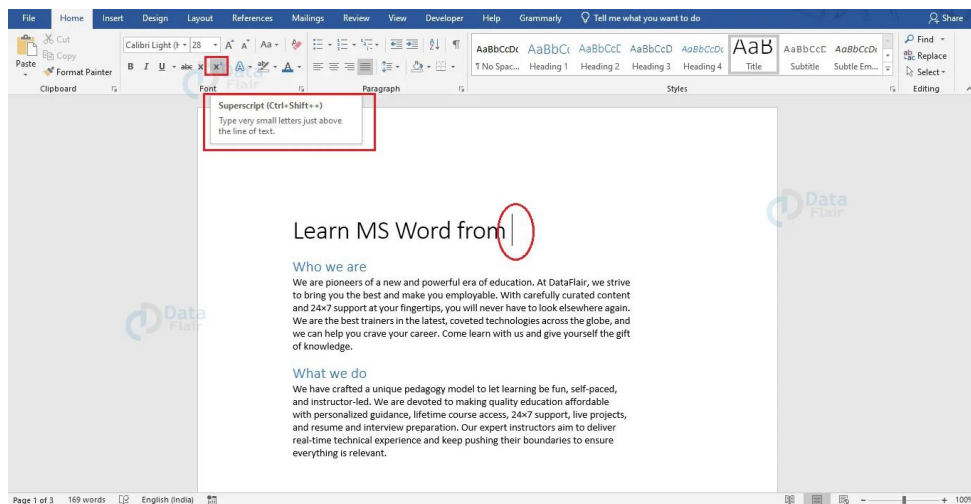 File Home Insert Design Layout References Mailings Review View Developer Help Grammarly Tell me what you want to do Share
Cut
Copy
Paste
Format Painter
Calibri Light (H 28
B I U abc
AaBbCcDc AaBbCc AaBbCcE AaBbCcD AaBbCcDc AaB AaBbCcE AaBbCcDc
¶ No Spac... Heading 1 Heading 2 Heading 3 Heading 4 Title Subtitle Subtle Em...
Find
Replace
Select
Clipboard Font Paragraph Styles Editing
Superscript (Ctrl+Shift++)
Type very small letters just above
the line of text.
Data
Flair
Learn MS Word from
Who we are
We are pioneers of a new and powerful era of education. At DataFlair, we strive
to bring you the best and make you employable. With carefully curated content
and 24×7 support at your fingertips, you will never have to look elsewhere again.
We are the best trainers in the latest, coveted technologies across the globe, and
we can help you crave your career. Come learn with us and give yourself the gift
of knowledge.
Data
Flair
What we do
We have crafted a unique pedagogy model to let learning be fun, self-paced,
and instructor-led. We are devoted to making quality education affordable
with personalized guidance, lifetime course access, 24×7 support, live projects,
and resume and interview preparation. Our expert instructors aim to deliver
real-time technical experience and keep pushing their boundaries to ensure
everything is relevant.
Page 1 of 3 169 words English (India) 100%